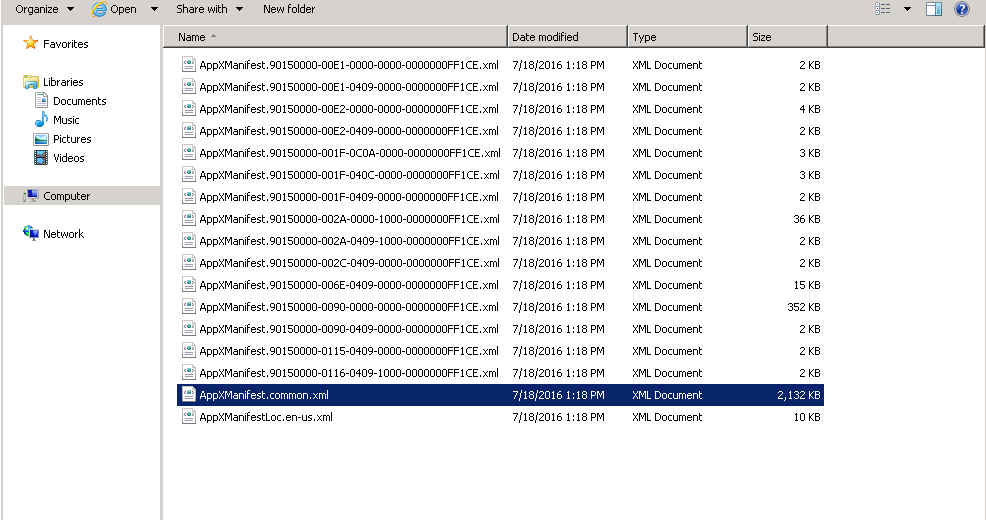 Organize Open Share with New folder
Favorites
Libraries
Documents
Music
Pictures
Videos
Computer
Network
Name Date modified Type Size
AppXManifest.90150000-00E1-0000-0000-0000000FF1CE.xml 7/18/2016 1:18 PM XML Document 2 KB
AppXManifest.90150000-00E1-0409-0000-0000000FF1CE.xml 7/18/2016 1:18 PM XML Document 2 KB
AppXManifest.90150000-00E2-0000-0000-0000000FF1CE.xml 7/18/2016 1:18 PM XML Document 4 KB
AppXManifest.90150000-00E2-0409-0000-0000000FF1CE.xml 7/18/2016 1:18 PM XML Document 2 KB
AppXManifest.90150000-001F-0C0A-0000-0000000FF1CE.xml 7/18/2016 1:18 PM XML Document 3 KB
AppXManifest.90150000-001F-040C-0000-0000000FF1CE.xml 7/18/2016 1:18 PM XML Document 3 KB
AppXManifest.90150000-001F-0409-0000-0000000FF1CE.xml 7/18/2016 1:18 PM XML Document 2 KB
AppXManifest.90150000-002A-0000-1000-0000000FF1CE.xml 7/18/2016 1:18 PM XML Document 36 KB
AppXManifest.90150000-002A-0409-1000-0000000FF1CE.xml 7/18/2016 1:18 PM XML Document 2 KB
AppXManifest.90150000-002C-0409-0000-0000000FF1CE.xml 7/18/2016 1:18 PM XML Document 2 KB
AppXManifest.90150000-006E-0409-0000-0000000FF1CE.xml 7/18/2016 1:18 PM XML Document 15 KB
AppXManifest.90150000-0090-0000-0000-0000000FF1CE.xml 7/18/2016 1:18 PM XML Document 352 KB
AppXManifest.90150000-0090-0409-0000-0000000FF1CE.xml 7/18/2016 1:18 PM XML Document 2 KB
AppXManifest.90150000-0115-0409-0000-0000000FF1CE.xml 7/18/2016 1:18 PM XML Document 2 KB
AppXManifest.90150000-0116-0409-1000-0000000FF1CE.xml 7/18/2016 1:18 PM XML Document 2 KB
AppXManifest.common.xml 7/18/2016 1:18 PM XML Document 2,132 KB
AppXManifestLoc.en-us.xml 7/18/2016 1:18 PM XML Document 10 KB